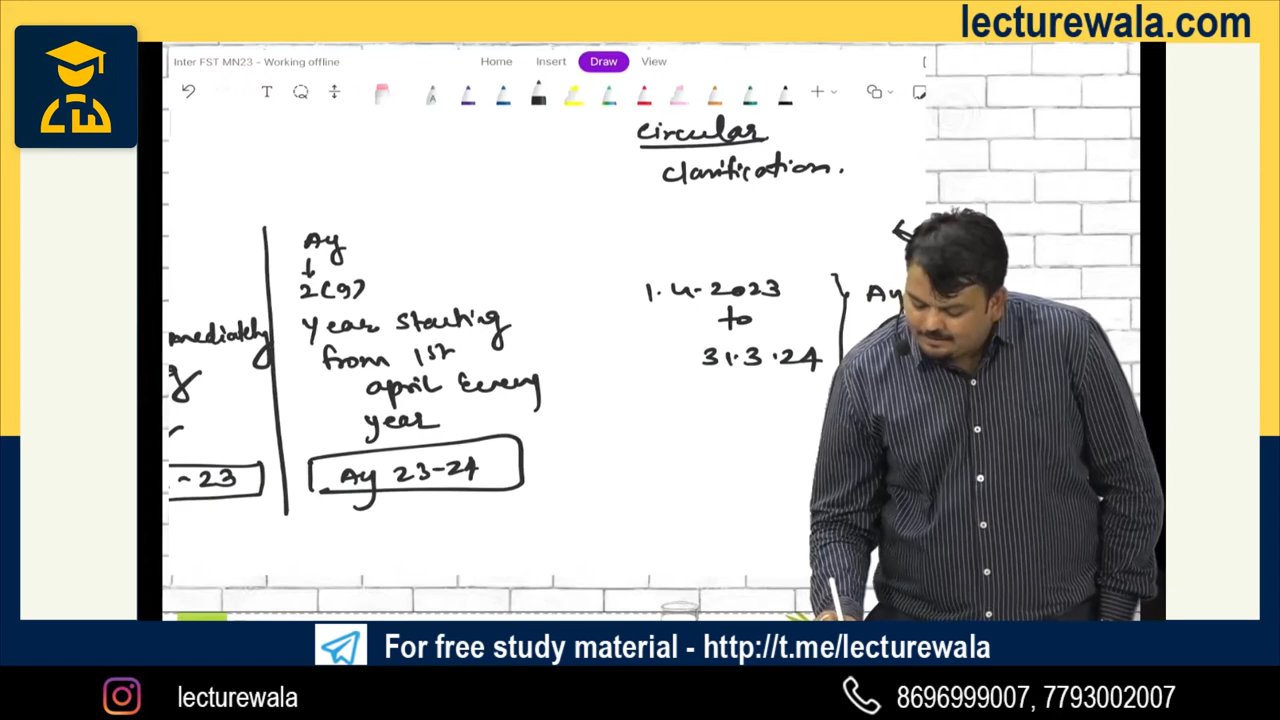 lecturewala.com
Inter FST MN23 - Working offline
Home Insert Draw View
T
A
circular
clarification.
Ay
2(9)
year starting
from 1st
april Every
year
Ay 23-24
mmediately
- 23
1.4.2023
to
31.3.24
Ay
For free study material - http://t.me/lecturewala
lecturewala
8696999007, 7793002007